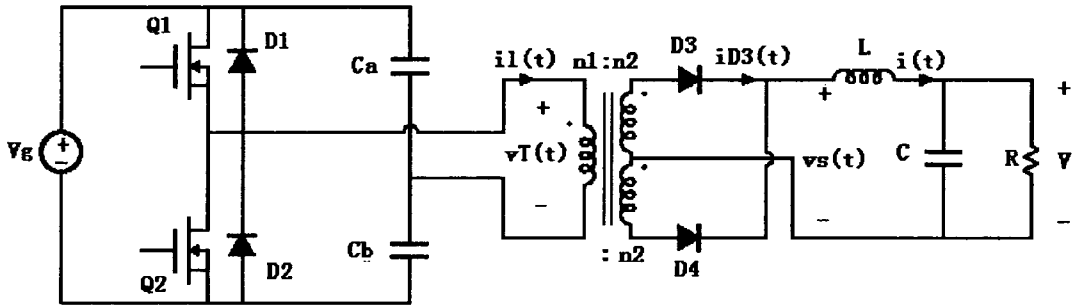 Q1
D1
Ca
i1(t)
n1:n2
D3
iD3(t)
L
i(t)
+
+
+
+
Vg
-
vT(t)
vs(t)
C
R
V
-
-
-
Q2
D2
Cb
: n2
D4